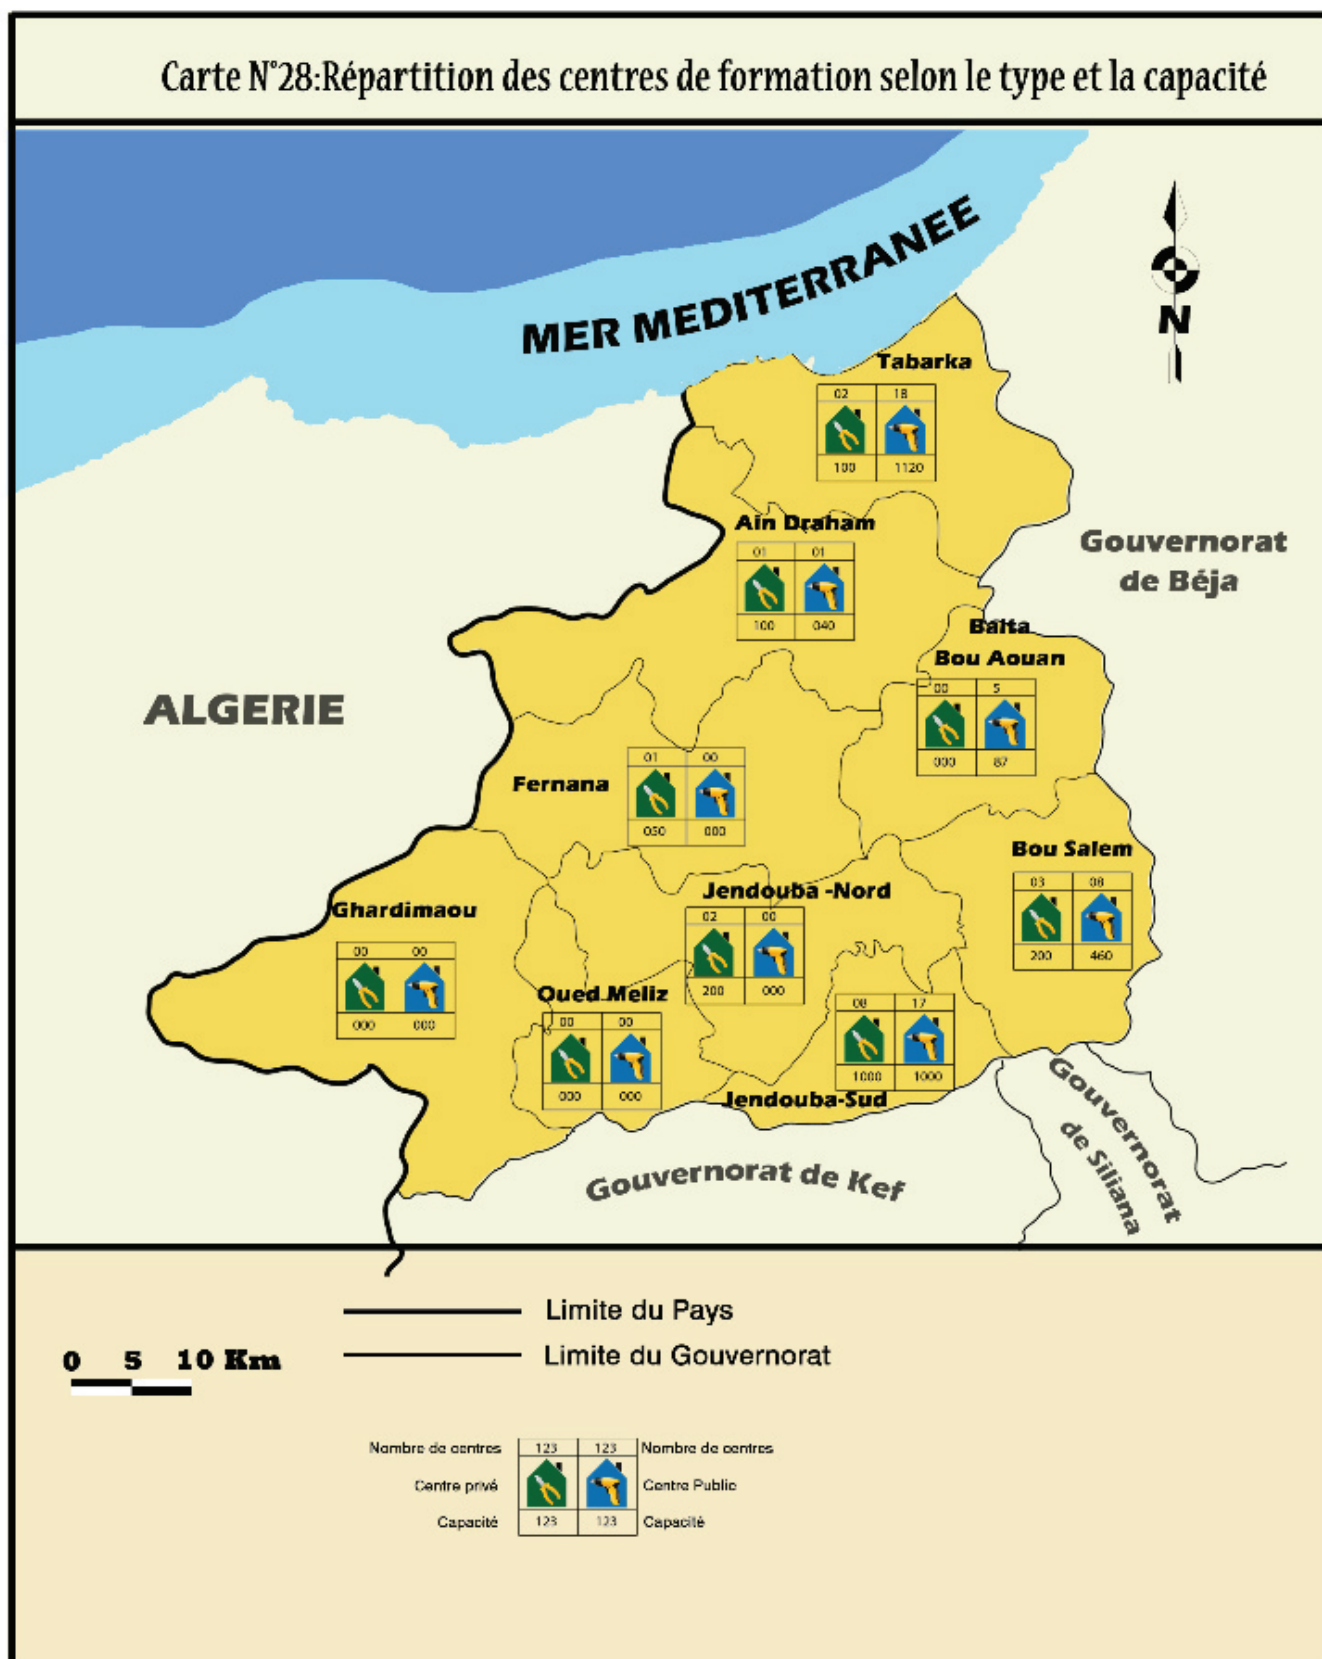 Carte N°28:Répartition des centres de formation selon le type et la capacité
MER MEDITERRANEE
N
Tabarka
02 18
100 1120
Ain Draham
01 01
100 040
Gouvernorat
de Béja
Balta
Bou Aouan
00 5
000 87
ALGERIE
Fernana
01 00
050 000
Bou Salem
03 08
200 460
Jendouba -Nord
02 00
200 000
Ghardimaou
00 00
000 000
Oued Meliz
00 00
000 000
08 17
1000 1000
Jendouba-Sud
Gouvernorat de Kef
Gouvernorat
de Siliana
Limite du Pays
0 5 10 Km
Limite du Gouvernorat
Nombre de centres 123 123 Nombre de centres
Centre privé Centre Public
Capacité 123 123 Capacité